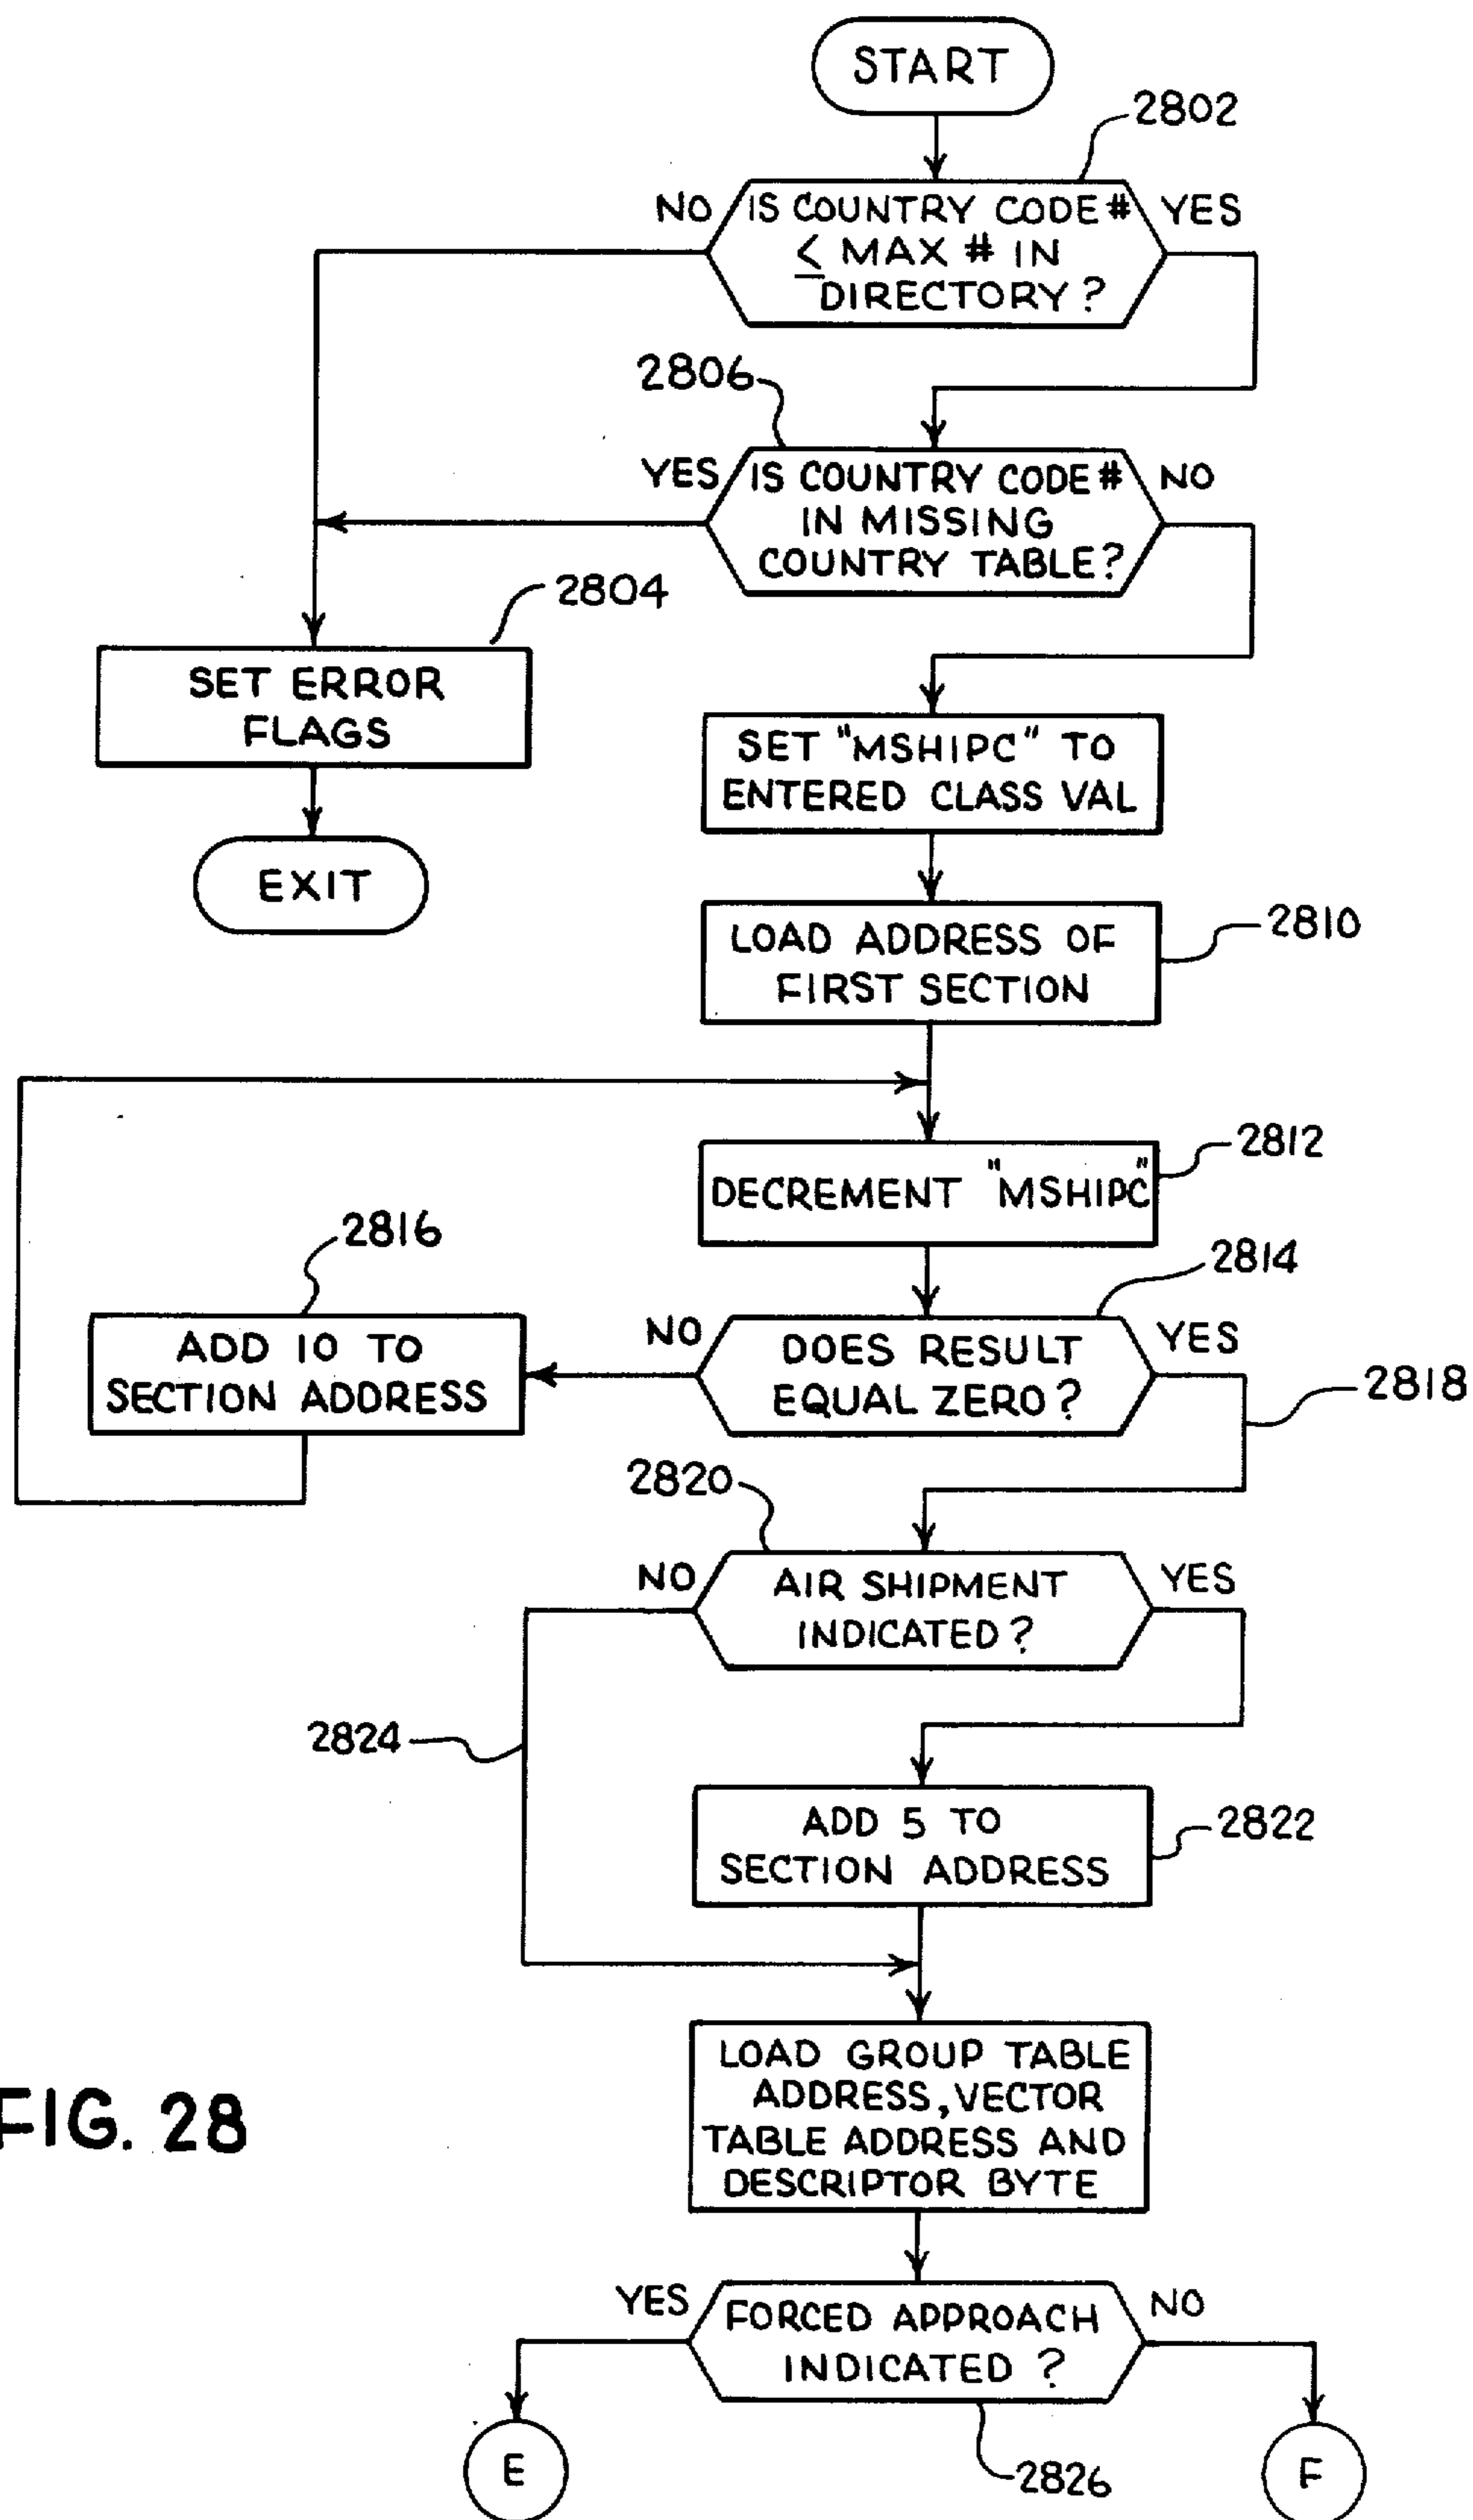 START
2802
NO
IS COUNTRY CODE #
≤ MAX # IN
DIRECTORY ?
YES
2806
YES
IS COUNTRY CODE #
IN MISSING
COUNTRY TABLE?
NO
2804
SET ERROR
FLAGS
EXIT
SET "MSHIPC" TO
ENTERED CLASS VAL
LOAD ADDRESS OF
FIRST SECTION
2810
DECREMENT "MSHIPC"
2812
2816
2814
ADD 10 TO
SECTION ADDRESS
NO
DOES RESULT
EQUAL ZERO?
YES
2818
2820
NO
AIR SHIPMENT
INDICATED?
YES
2824
ADD 5 TO
SECTION ADDRESS
2822
LOAD GROUP TABLE
ADDRESS, VECTOR
TABLE ADDRESS AND
DESCRIPTOR BYTE
FIG. 28
YES
FORCED APPROACH
INDICATED ?
NO
E
2826
F